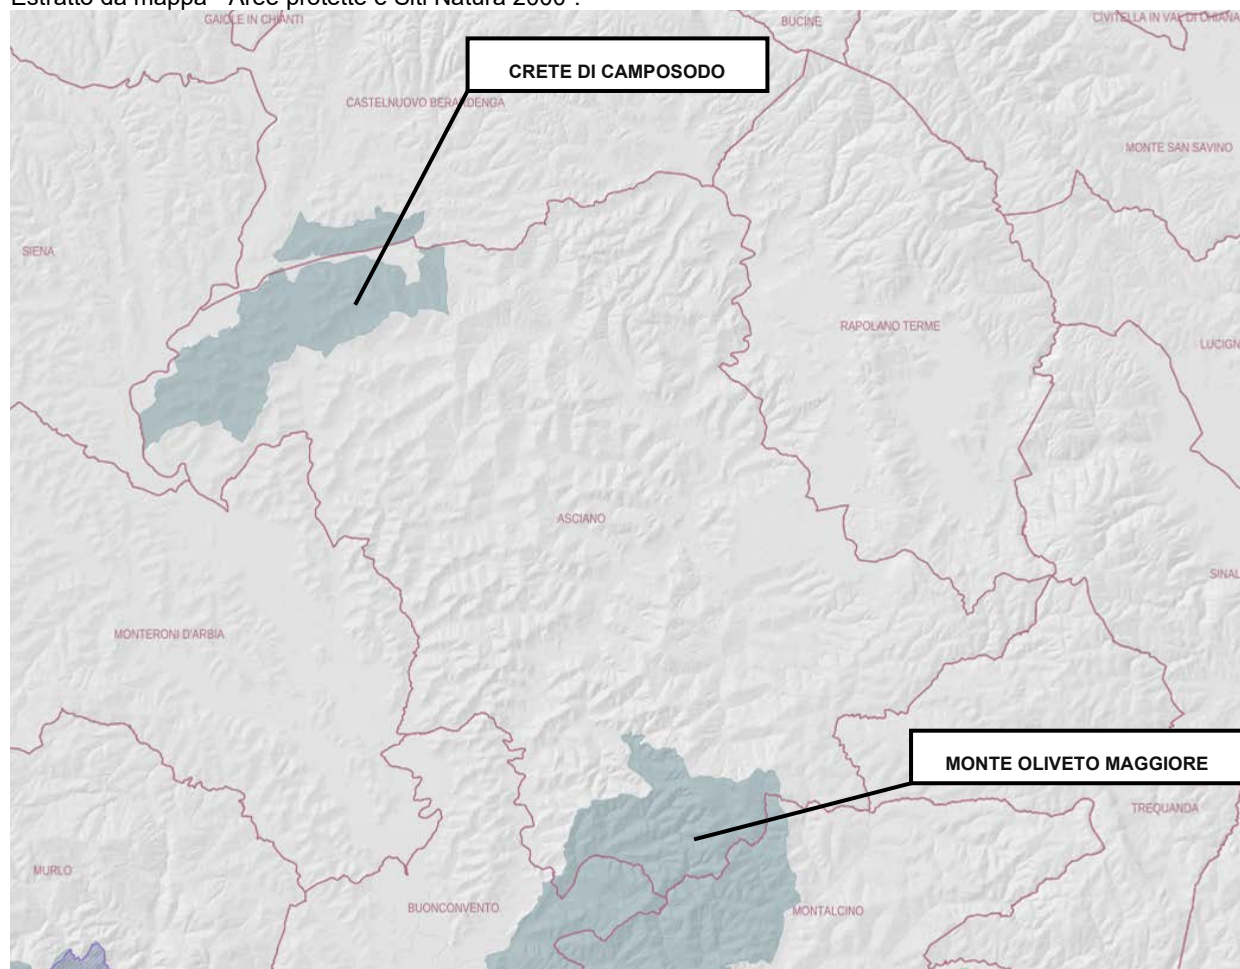 Estratto da mappa "Aree protette e Siti Natura 2000":
GAIOLE IN CHIANTI
BUCINE
CIVITELLA IN VAL DI CHIANA
CRETE DI CAMPOSODO
CASTELNUOVO BERARDENGA
MONTE SAN SAVINO
SIENA
RAPOLANO TERME
LUCIGN
ASCIANO
SINAL
MONTERONI D'ARBIA
MONTE OLIVETO MAGGIORE
TREQUANDA
MURLO
BUONCONVENTO
MONTALCINO